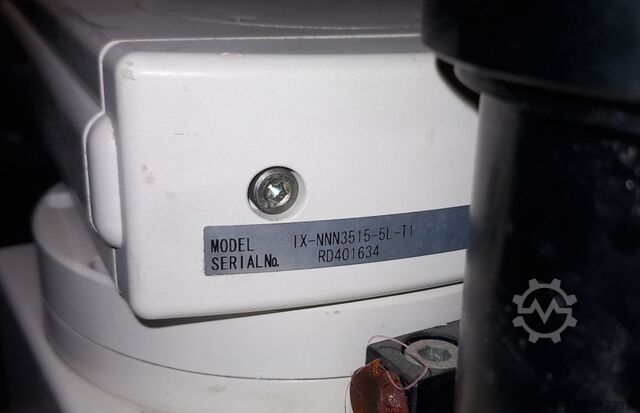 MODEL IX-NNN3515-5L-T1
SERIAL No. RD401634